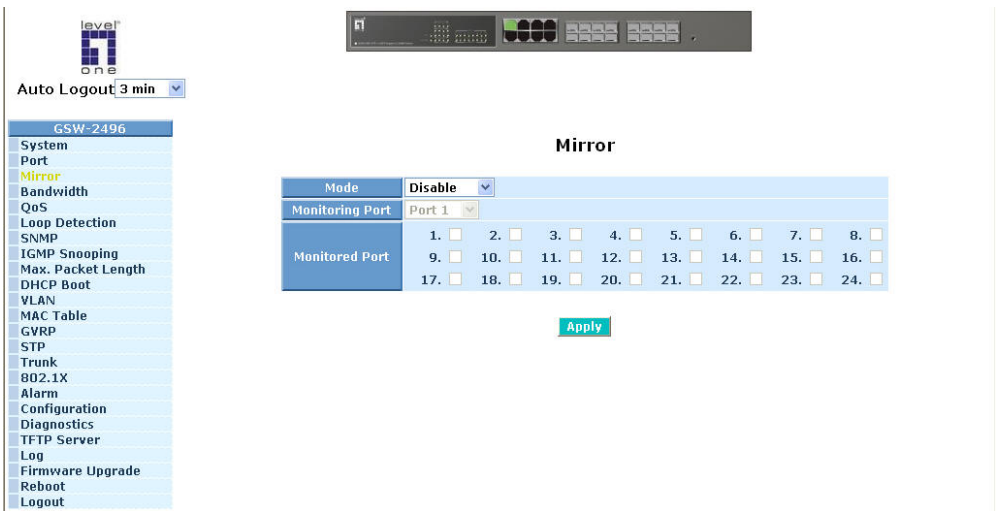 level
one
Auto Logout 3 min
GSW-2496
System
Port
Mirror
Bandwidth
QoS
Loop Detection
SNMP
IGMP Snooping
Max. Packet Length
DHCP Boot
VLAN
MAC Table
GVRP
STP
Trunk
802.1X
Alarm
Configuration
Diagnostics
TFTP Server
Log
Firmware Upgrade
Reboot
Logout
Mirror
Mode Disable
Monitoring Port Port 1
Monitored Port
1. 2. 3. 4. 5. 6. 7. 8.
9. 10. 11. 12. 13. 14. 15. 16.
17. 18. 19. 20. 21. 22. 23. 24.
Apply